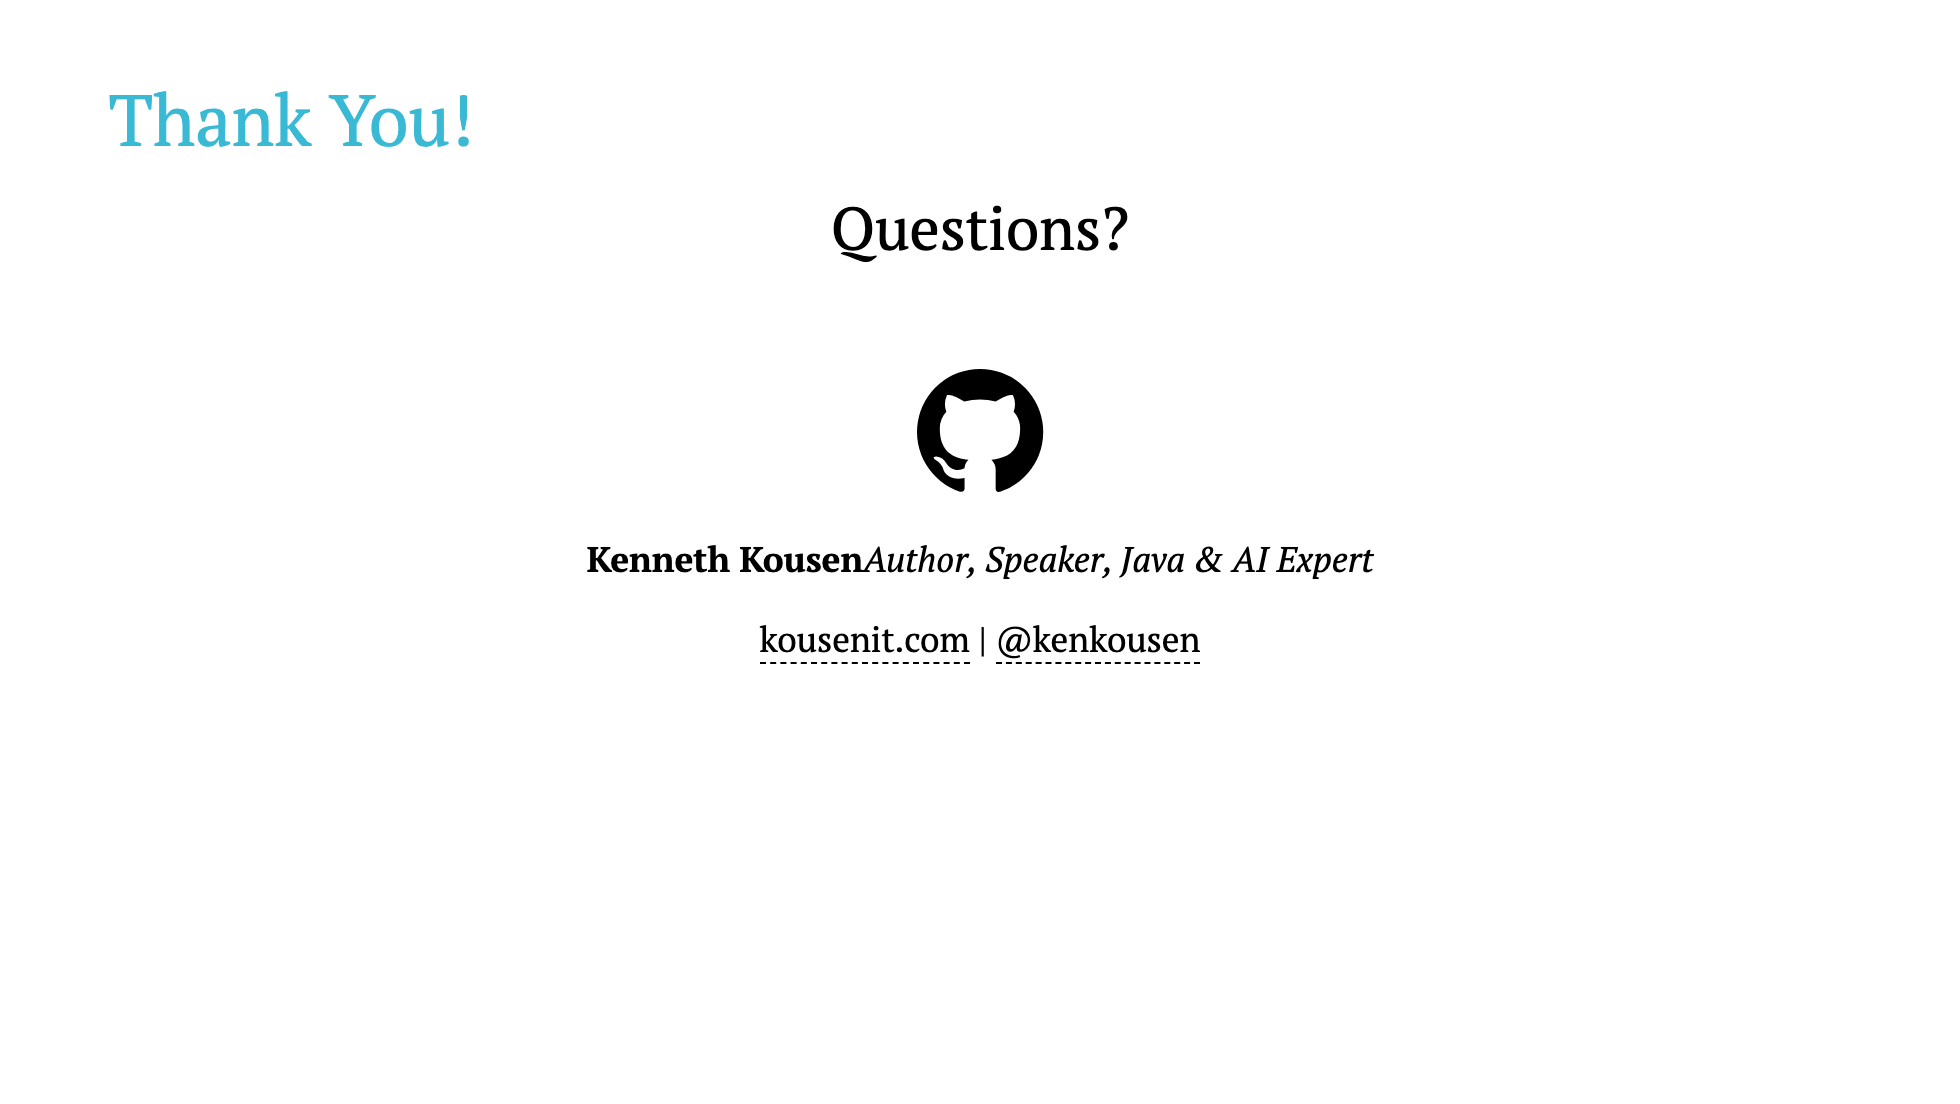 Thank You!
Questions?
Kenneth KousenAuthor, Speaker, Java & AI Expert
kousenit.com | @kenkousen